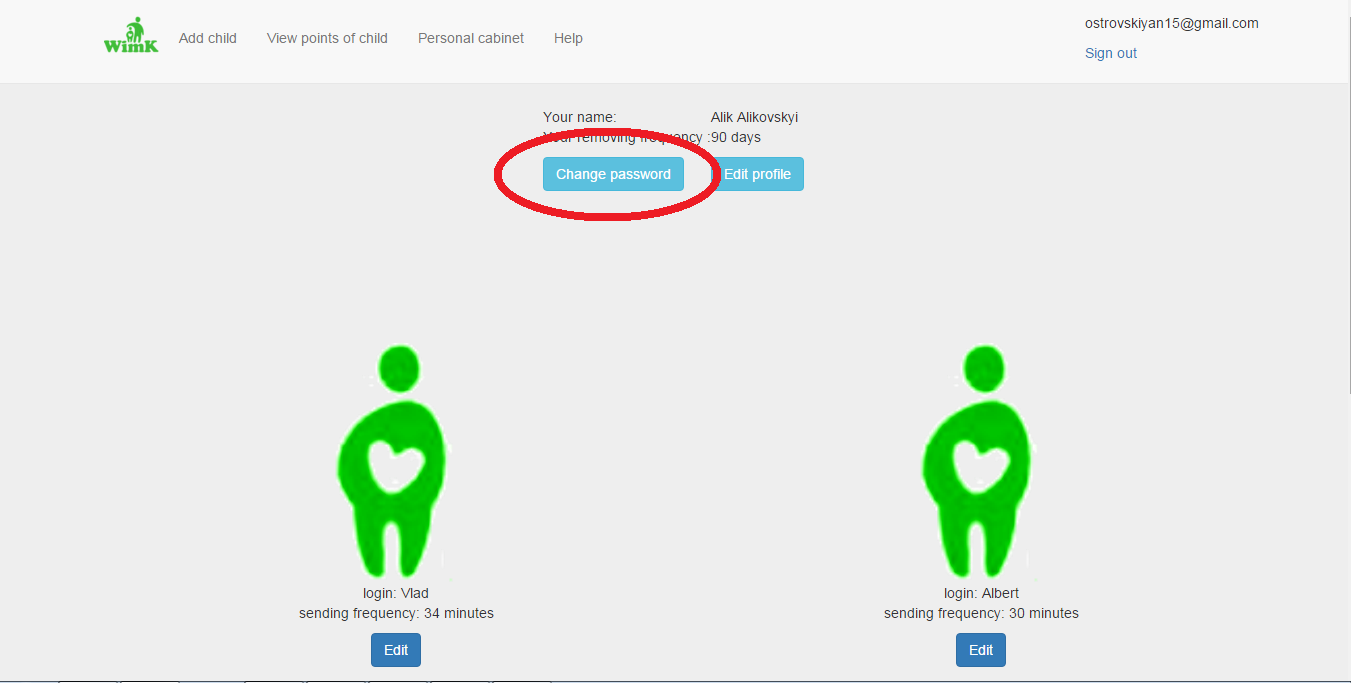 WimK
Add child
View points of child
Personal cabinet
Help
ostrovskiyan15@gmail.com
Sign out
Your name: Alik Alikovskyi
Your removing frequency :90 days
Change password
Edit profile
login: Vlad
sending frequency: 34 minutes
Edit
login: Albert
sending frequency: 30 minutes
Edit